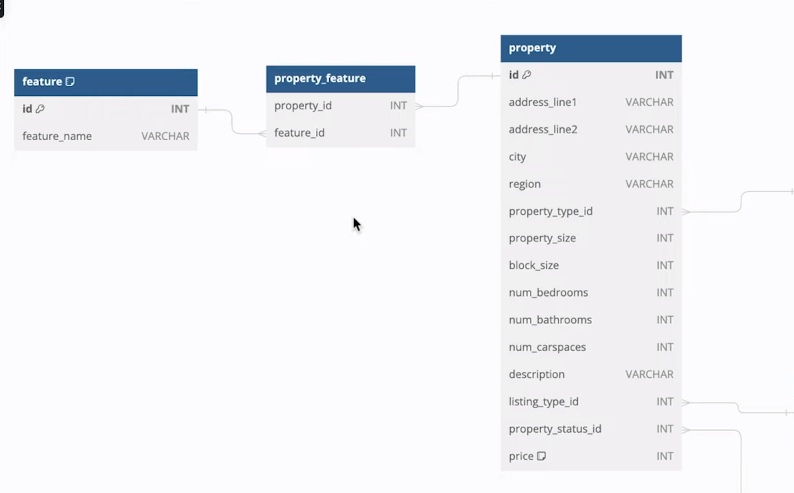 feature
id INT
feature_name VARCHAR
property_feature
property_id INT
feature_id INT
property
id INT
address_line1 VARCHAR
address_line2 VARCHAR
city VARCHAR
region VARCHAR
property_type_id INT
property_size INT
block_size INT
num_bedrooms INT
num_bathrooms INT
num_carspaces INT
description VARCHAR
listing_type_id INT
property_status_id INT
price INT